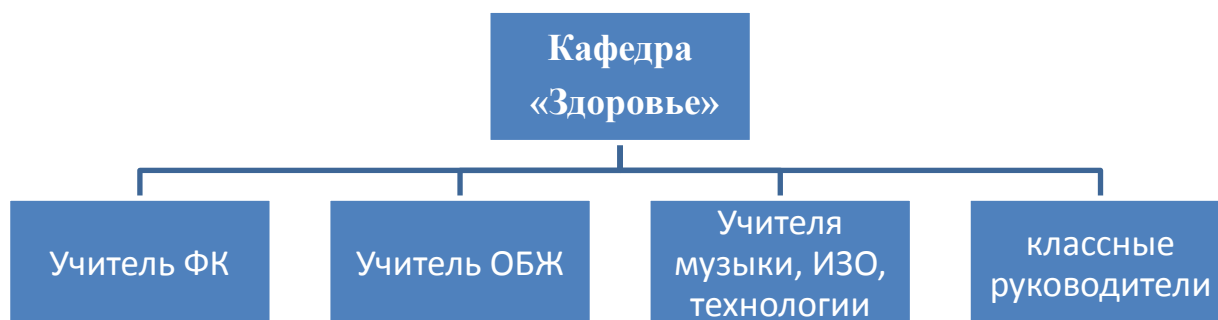 Кафедра
«Здоровье»
Учитель ФК
Учитель ОБЖ
Учителя
музыки, ИЗО,
технологии
классные
руководители